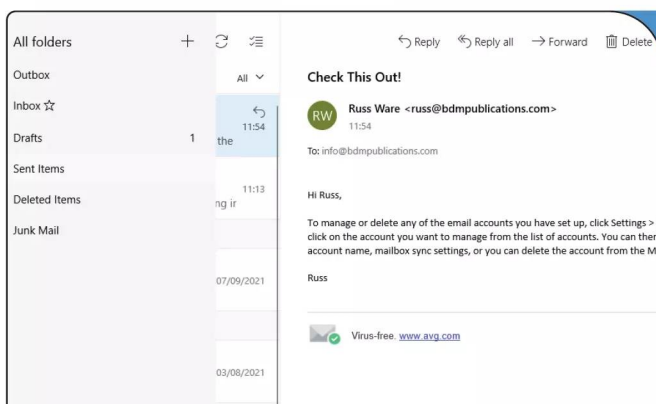 All folders
Outbox
Inbox
Drafts 1
Sent Items
Deleted Items
Junk Mail
All
11:54
the
11:13
ng ir
07/09/2021
03/08/2021
Reply Reply all Forward Delete
Check This Out!
RW
Russ Ware <russ@bdmpublications.com>
11:54
To: info@bdmpublications.com
Hi Russ,
To manage or delete any of the email accounts you have set up, click Settings >
click on the account you want to manage from the list of accounts. You can then
account name, mailbox sync settings, or you can delete the account from the M
Russ
Virus-free. www.avg.com